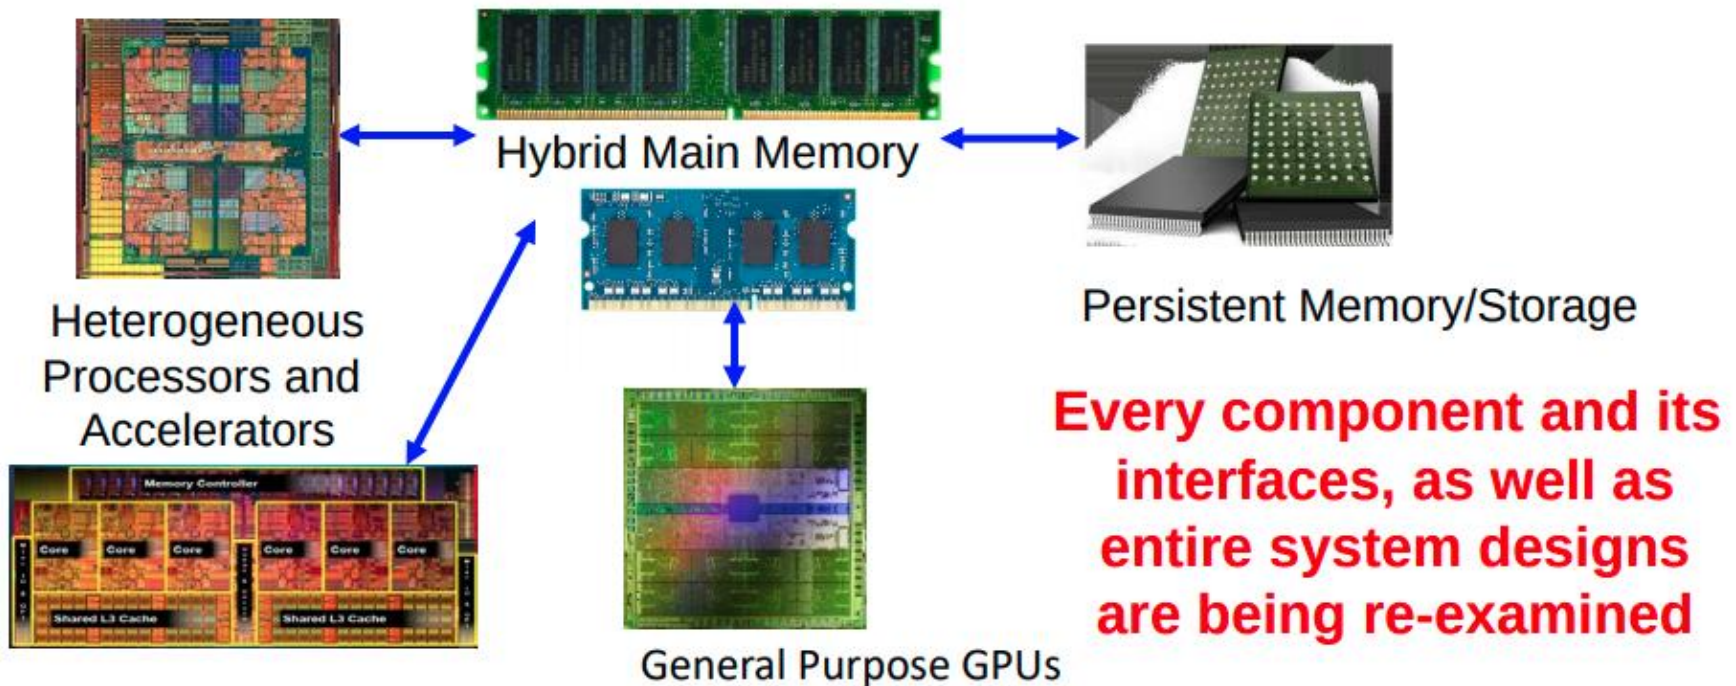 Hybrid Main Memory
Heterogeneous
Processors and
Accelerators
Persistent Memory/Storage
Memory Controller
Core
Core
Core
Core
Core
Core
Shared L3 Cache
Shared L3 Cache
General Purpose GPUs
Every component and its
interfaces, as well as
entire system designs
are being re-examined